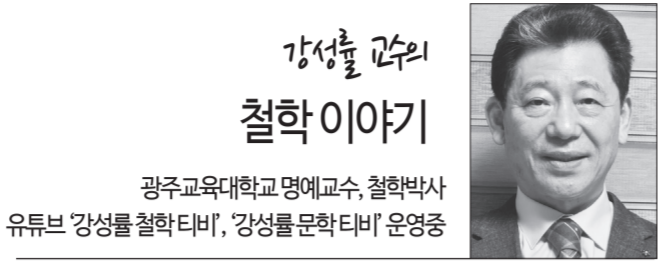 강성률 교수의
철학 이야기
광주교육대학교 명예교수, 철학박사
유튜브 ‘강성률 철학 티비’, ‘강성률 문학 티비’ 운영중